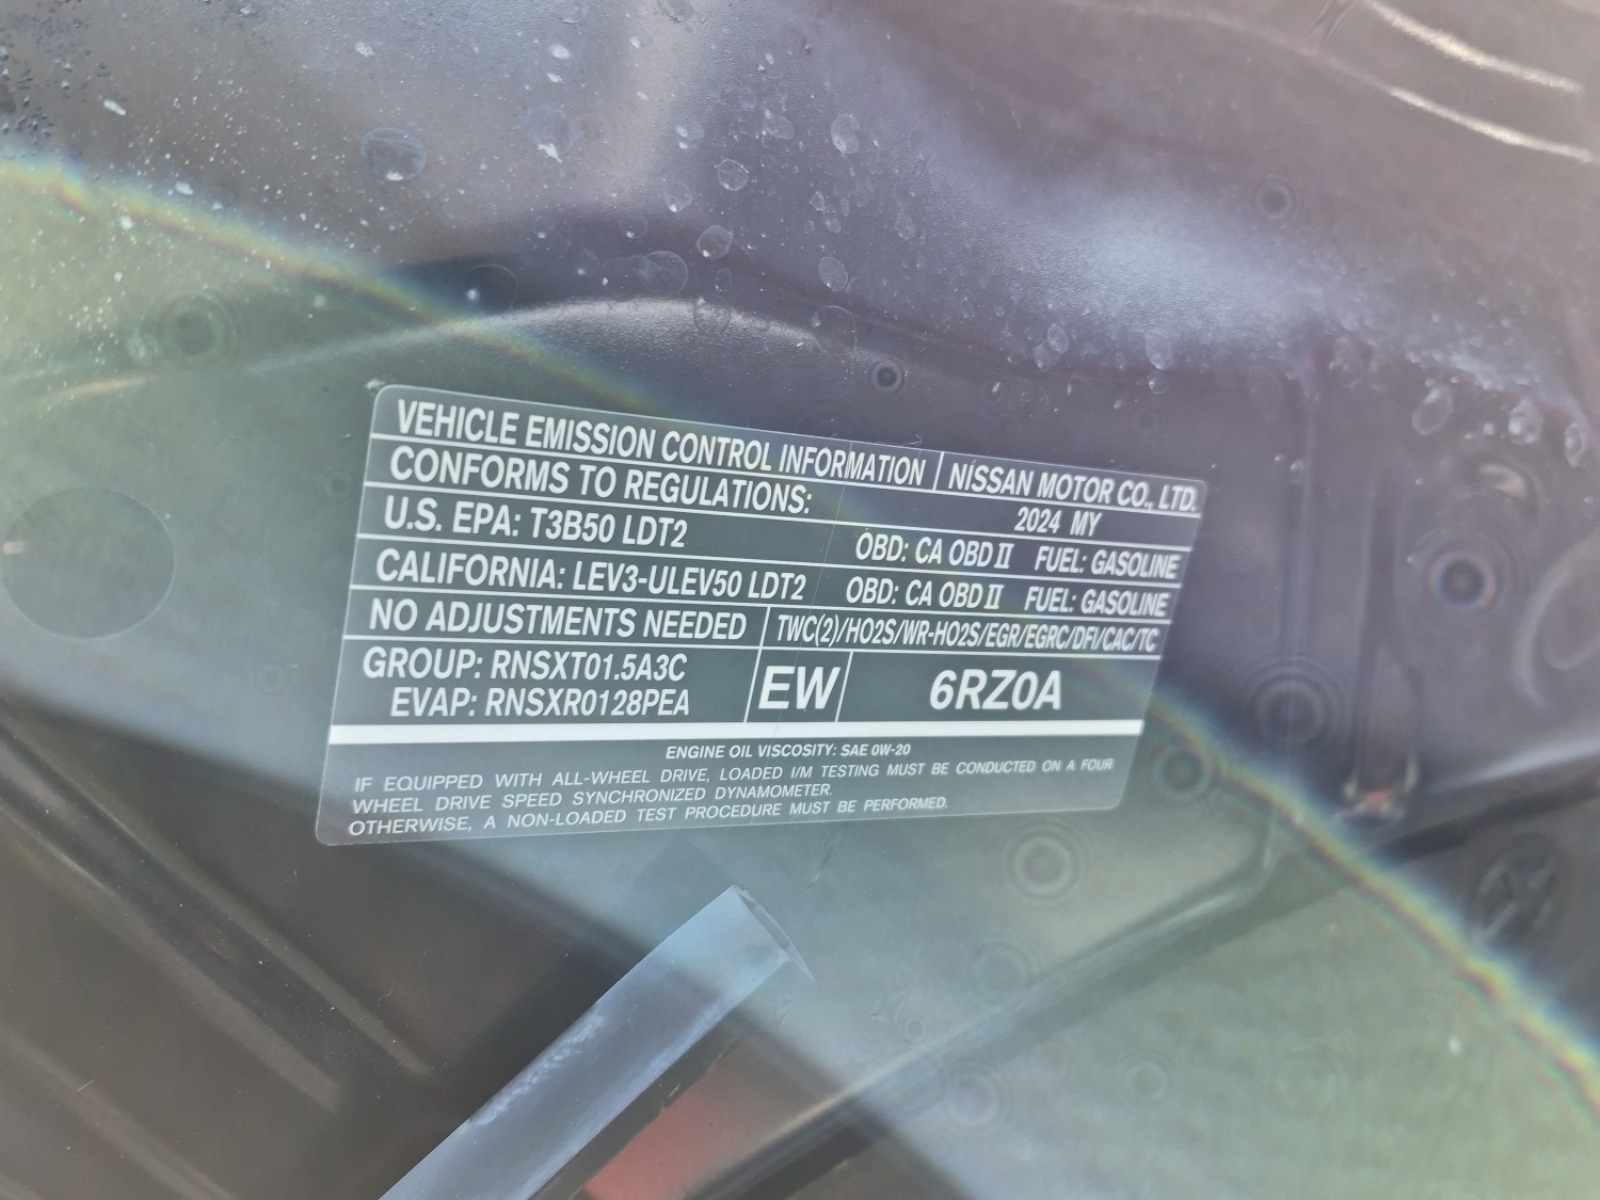 VEHICLE EMISSION CONTROL INFORMATION NISSAN MOTOR CO., LTD.
CONFORMS TO REGULATIONS: 2024 MY
U.S. EPA: T3B50 LDT2 OBD: CA OBD II FUEL: GASOLINE
CALIFORNIA: LEV3-ULEV50 LDT2 OBD: CA OBD II FUEL: GASOLINE
NO ADJUSTMENTS NEEDED TWC(2)/HO2S/WR-HO2S/EGR/EGRC/DFI/CAC/TC
GROUP: RNSXT01.5A3C
EVAP: RNSXR0128PEA
EW 6RZ0A
ENGINE OIL VISCOSITY: SAE 0W-20
IF EQUIPPED WITH ALL-WHEEL DRIVE, LOADED I/M TESTING MUST BE CONDUCTED ON A FOUR
WHEEL DRIVE SPEED SYNCHRONIZED DYNAMOMETER.
OTHERWISE, A NON-LOADED TEST PROCEDURE MUST BE PERFORMED.